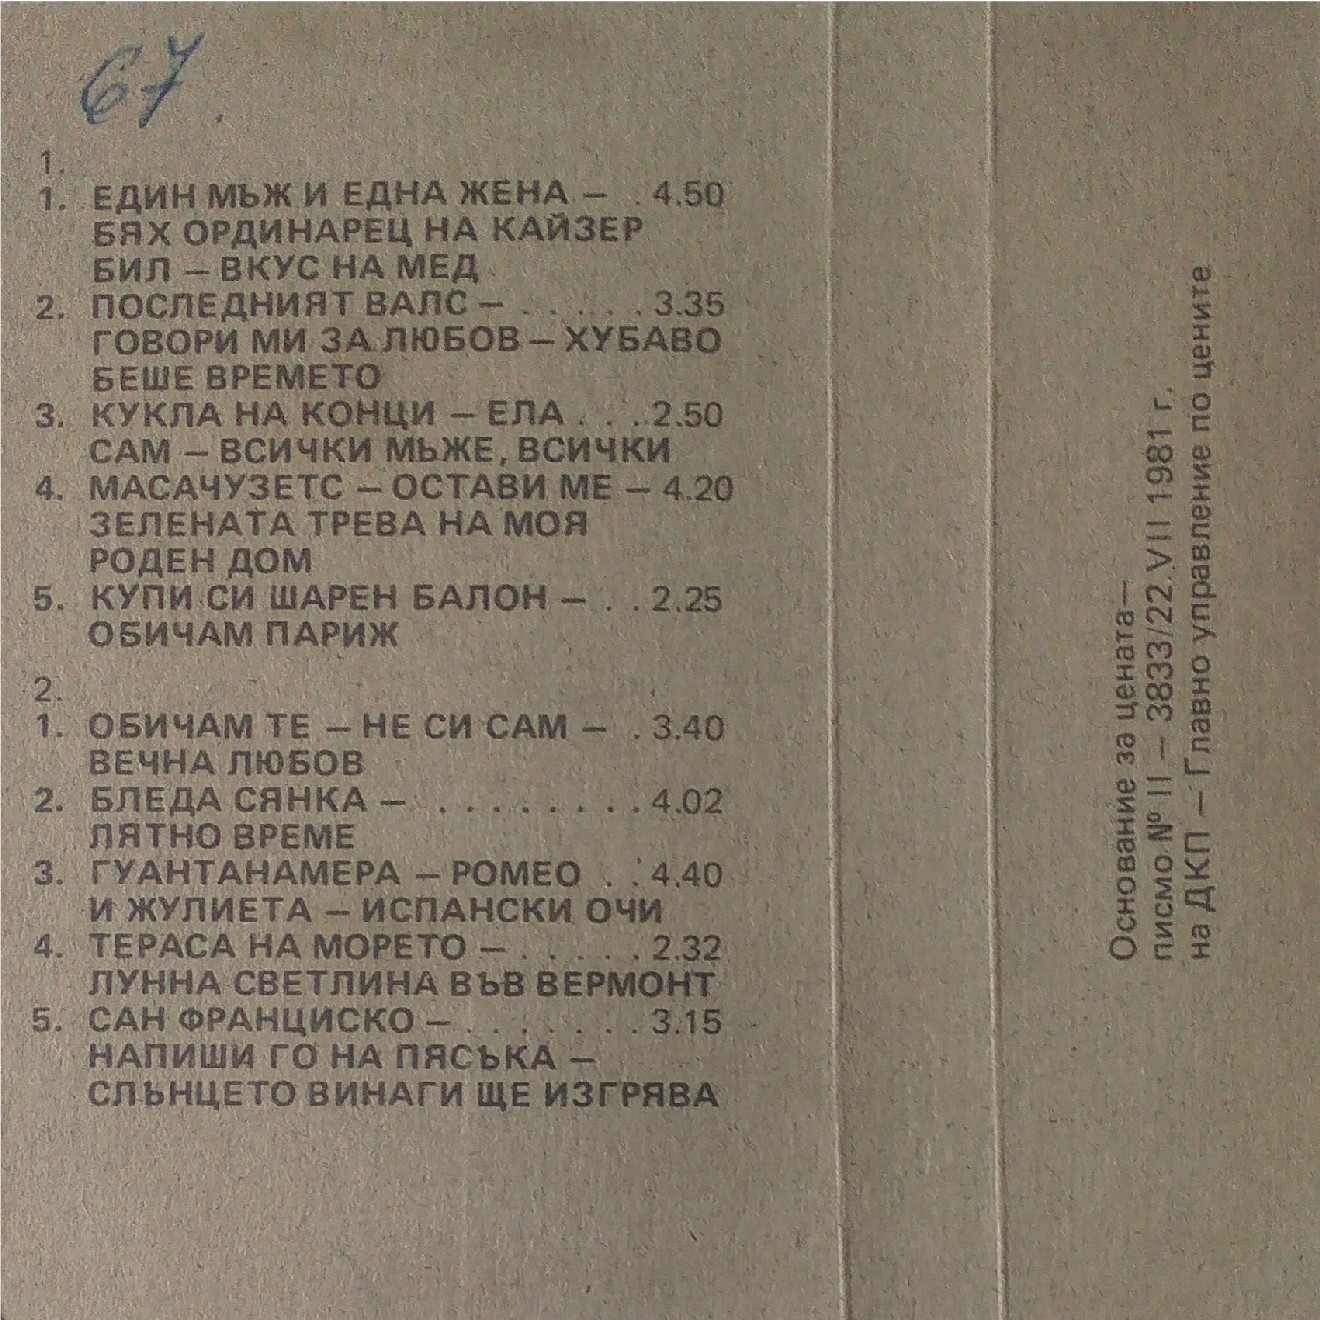 67
1.
1. ЕДИН МЪЖ И ЕДНА ЖЕНА – . 4.50
БЯХ ОРДИНАРЕЦ НА КАЙЗЕР
БИЛ – ВКУС НА МЕД
2. ПОСЛЕДНИЯТ ВАЛС – . . . . . . 3.35
ГОВОРИ МИ ЗА ЛЮБОВ – ХУБАВО
БЕШЕ ВРЕМЕТО
3. КУКЛА НА КОНЦИ – ЕЛА . . . 2.50
САМ – ВСИЧКИ МЪЖЕ, ВСИЧКИ
4. МАСАЧУЗЕТС – ОСТАВИ МЕ – 4.20
ЗЕЛЕНАТА ТРЕВА НА МОЯ
РОДЕН ДОМ
5. КУПИ СИ ШАРЕН БАЛОН – . . 2.25
ОБИЧАМ ПАРИЖ
2.
1. ОБИЧАМ ТЕ – НЕ СИ САМ – . 3.40
ВЕЧНА ЛЮБОВ
2. БЛЕДА СЯНКА – . . . . . . . . 4.02
ЛЯТНО ВРЕМЕ
3. ГУАНТАНАМЕРА – РОМЕО . . 4.40
И ЖУЛИЕТА – ИСПАНСКИ ОЧИ
4. ТЕРАСА НА МОРЕТО – . . . . . 2.32
ЛУННА СВЕТЛИНА ВЪВ ВЕРМОНТ
5. САН ФРАНЦИСКО – . . . . . . . 3.15
НАПИШИ ГО НА ПЯСЪКА –
СЛЪНЦЕТО ВИНАГИ ЩЕ ИЗГРЯВА
Основание за цената–
писмо № II – 3833/22.VII 1981 г.
на ДКП – Главно управление по цените